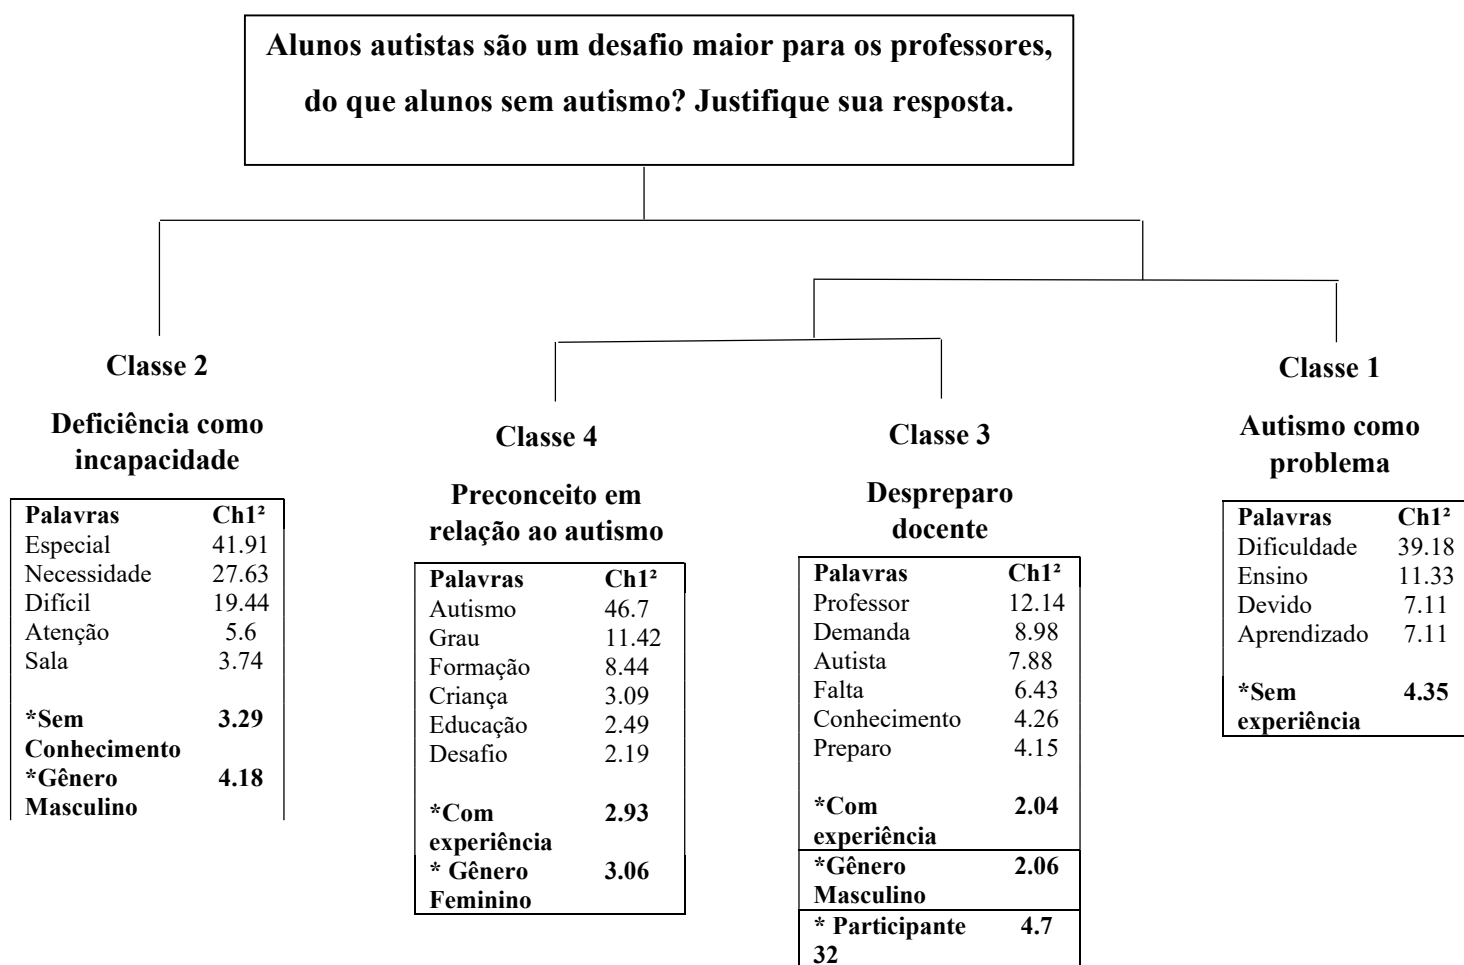 Alunos autistas são um desafio maior para os professores,
do que alunos sem autismo? Justifique sua resposta.
Classe 2
Deficiência como
incapacidade
Palavras Ch1²
Especial 41.91
Necessidade 27.63
Difícil 19.44
Atenção 5.6
Sala 3.74
*Sem 3.29
Conhecimento
*Gênero 4.18
Masculino
Classe 4
Preconceito em
relação ao autismo
Palavras Ch1²
Autismo 46.7
Grau 11.42
Formação 8.44
Criança 3.09
Educação 2.49
Desafio 2.19
*Com 2.93
experiência
* Gênero 3.06
Feminino
Classe 3
Despreparo
docente
Palavras Ch1²
Professor 12.14
Demanda 8.98
Autista 7.88
Falta 6.43
Conhecimento 4.26
Preparo 4.15
*Com 2.04
experiência
*Gênero 2.06
Masculino
* Participante 4.7
32
Classe 1
Autismo como
problema
Palavras Ch1²
Dificuldade 39.18
Ensino 11.33
Devido 7.11
Aprendizado 7.11
*Sem 4.35
experiência